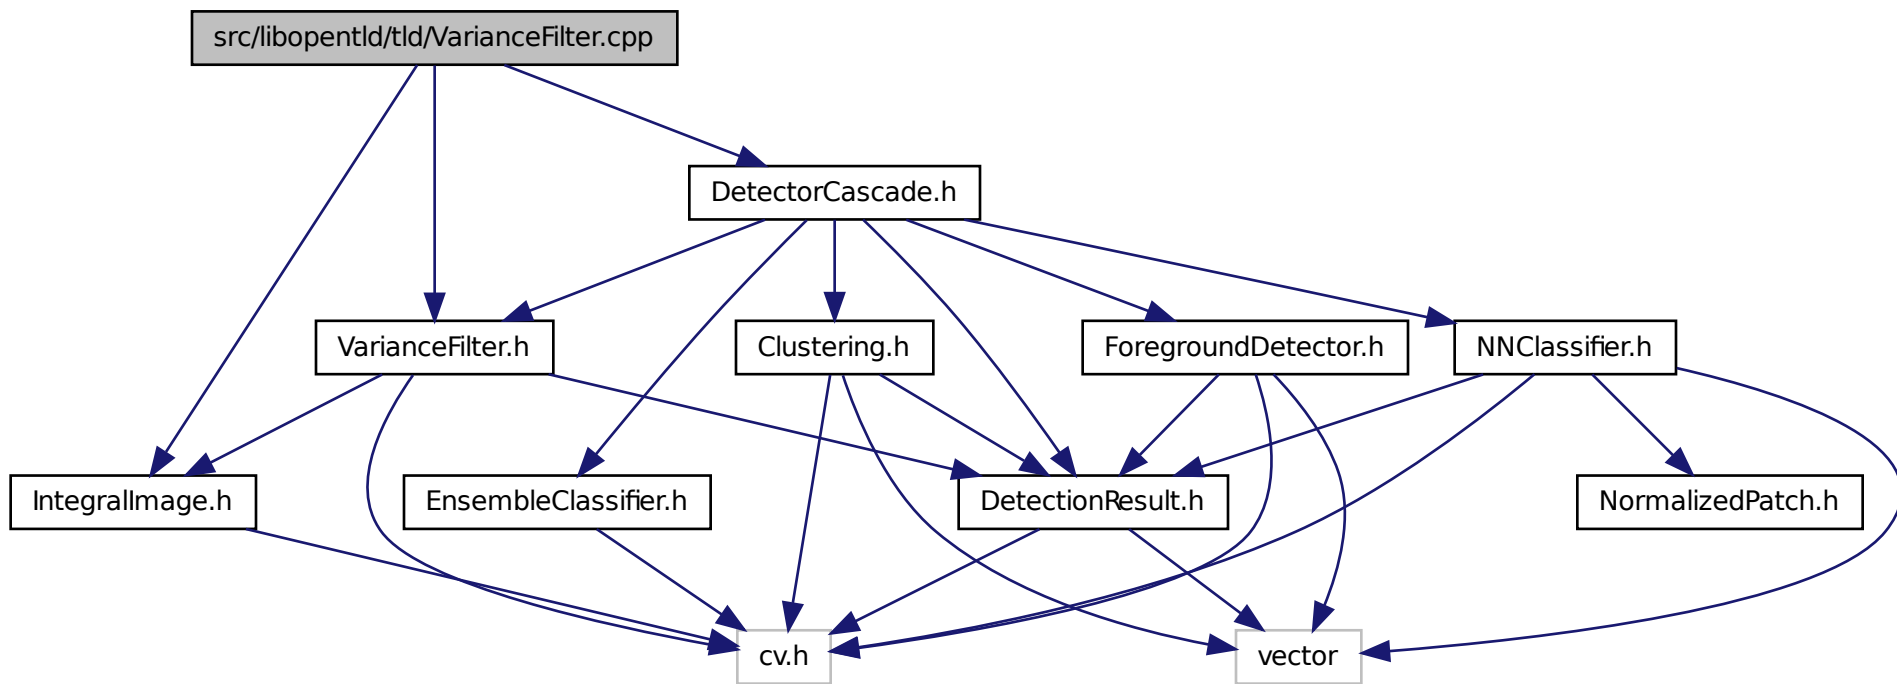 src/libopentld/tld/VarianceFilter.cpp
DetectorCascade.h
VarianceFilter.h
Clustering.h
ForegroundDetector.h
NNClassifier.h
IntegralImage.h
EnsembleClassifier.h
DetectionResult.h
NormalizedPatch.h
cv.h
vector